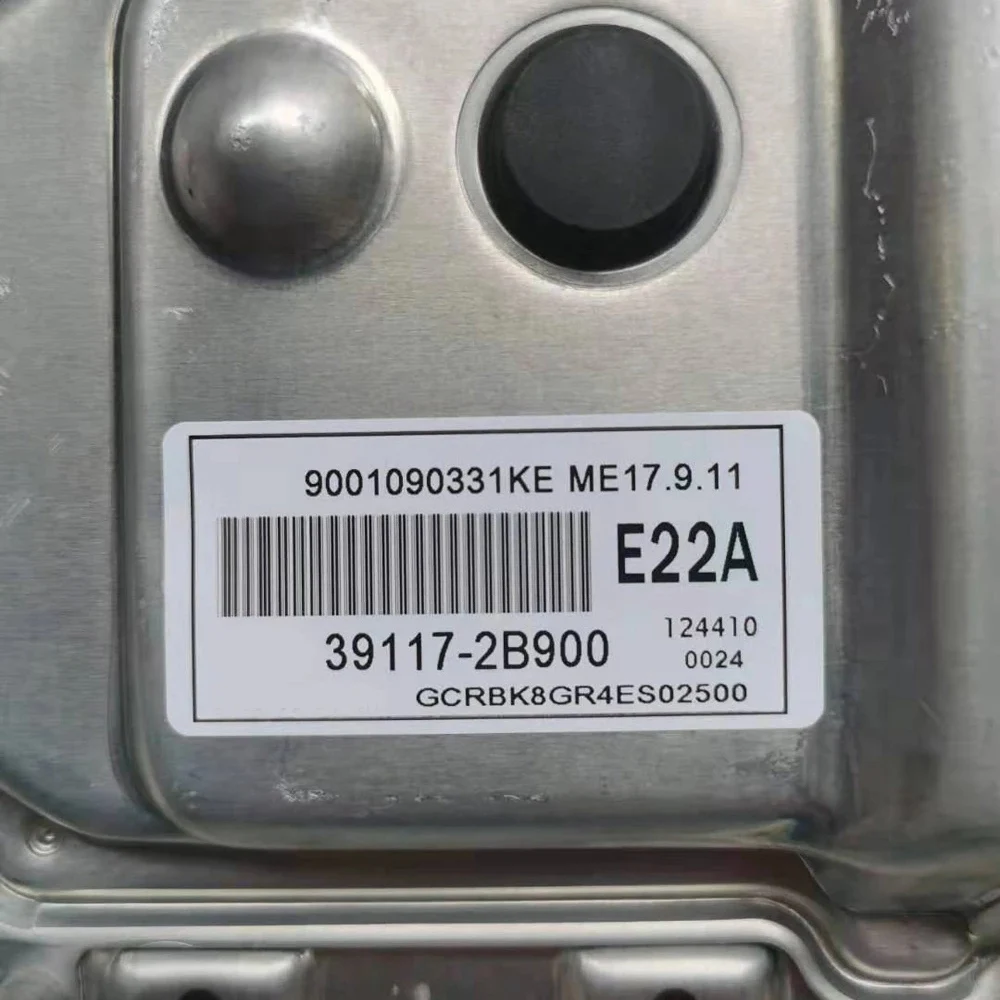 9001090331KE ME17.9.11
E22A
39117-2B900
124410
0024
GCRBK8GR4ES02500